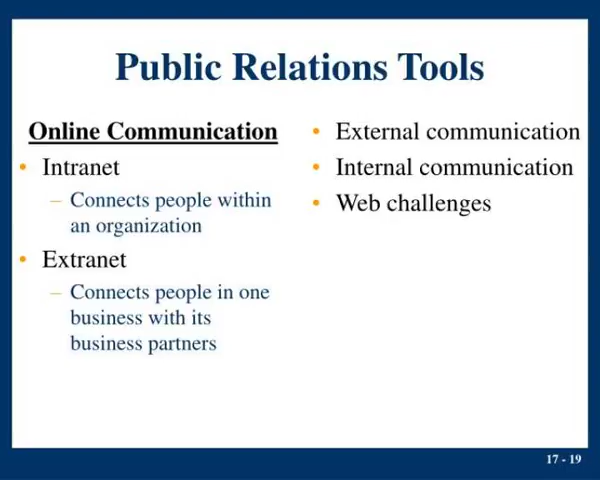 Public Relations Tools
Online Communication
• Intranet
– Connects people within
an organization
• Extranet
– Connects people in one
business with its
business partners
• External communication
• Internal communication
• Web challenges
17 - 19